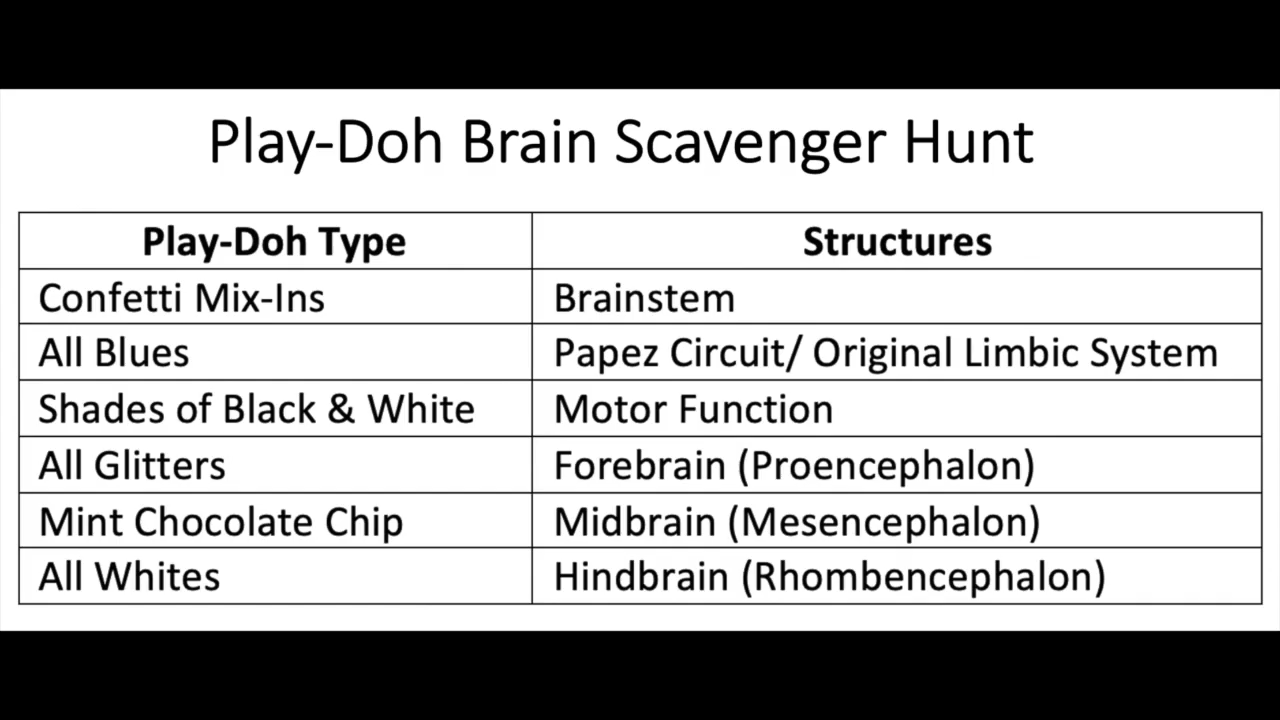 Play-Doh Brain Scavenger Hunt
Play-Doh Type Structures
Confetti Mix-Ins Brainstem
All Blues Papez Circuit/ Original Limbic System
Shades of Black & White Motor Function
All Glitters Forebrain (Proencephalon)
Mint Chocolate Chip Midbrain (Mesencephalon)
All Whites Hindbrain (Rhombencephalon)